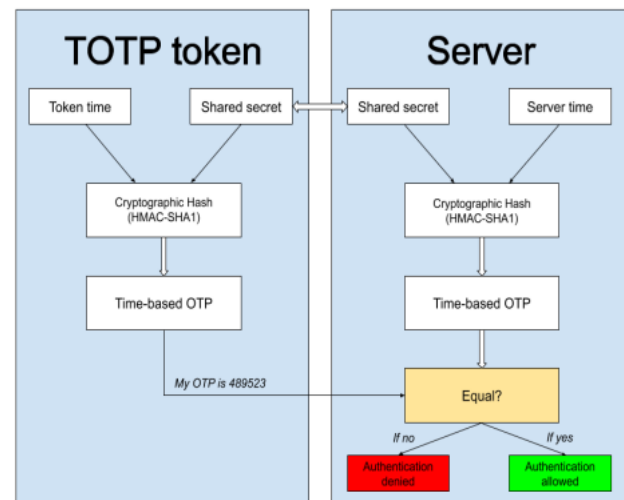 TOTP token
Server
Token time
Shared secret
Shared secret
Server time
Cryptographic Hash
(HMAC-SHA1)
Cryptographic Hash
(HMAC-SHA1)
Time-based OTP
Time-based OTP
My OTP is 489523
Equal?
If no
If yes
Authentication
denied
Authentication
allowed